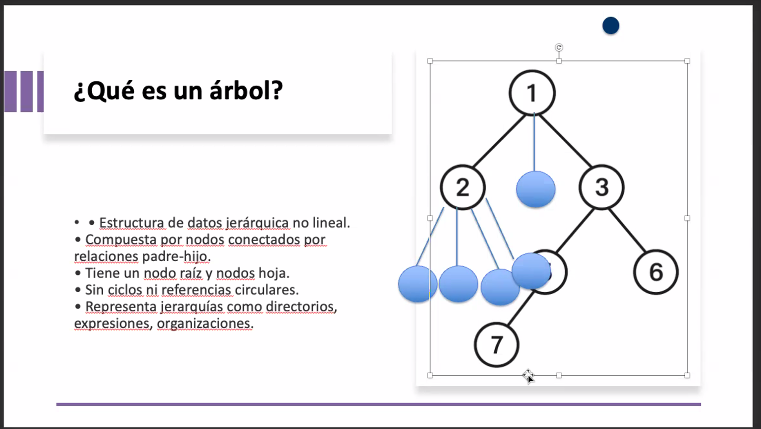 ¿Qué es un árbol?
• • Estructura de datos jerárquica no lineal.
• Compuesta por nodos conectados por
relaciones padre-hijo.
• Tiene un nodo raíz y nodos hoja.
• Sin ciclos ni referencias circulares.
• Representa jerarquías como directorios,
expresiones, organizaciones.
1
2
3
6
7